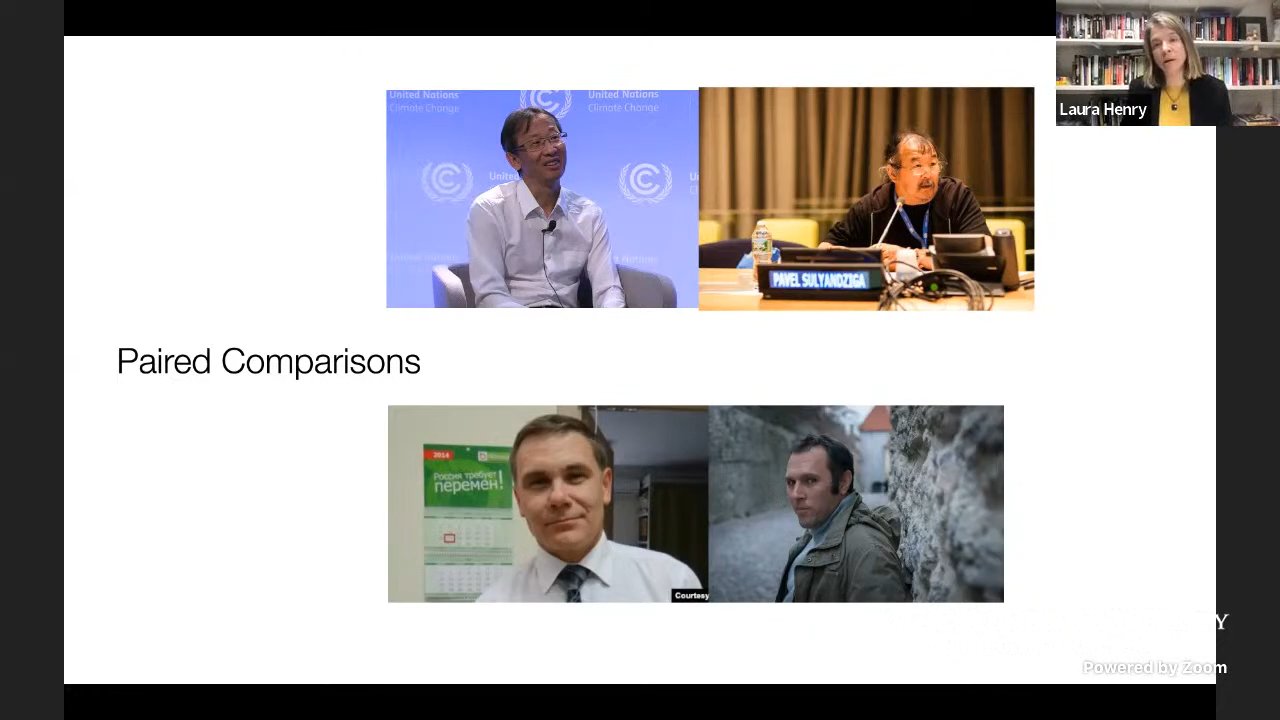 United Nations
Climate Change
United Nations
Climate Change
United
PAVEL SULYANDZIGA
Laura Henry
Paired Comparisons
2014
Россия требует
перемен!
Courtesy
Y
Powered by Zoom